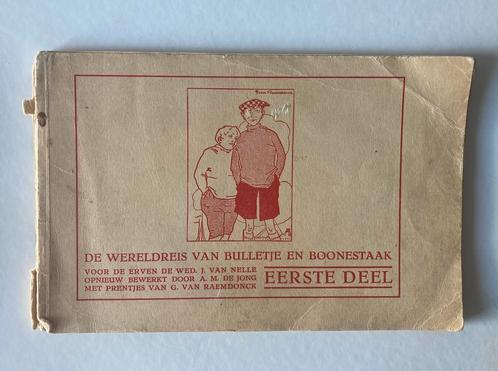 DE WERELDREIS VAN BULLETJE EN BOONESTAAK
VOOR DE ERVEN DE WED. J. VAN NELLE
OPNIEUW BEWERKT DOOR A. M. DE JONG
MET PRENTJES VAN G. VAN RAEMDONCK
EERSTE DEEL